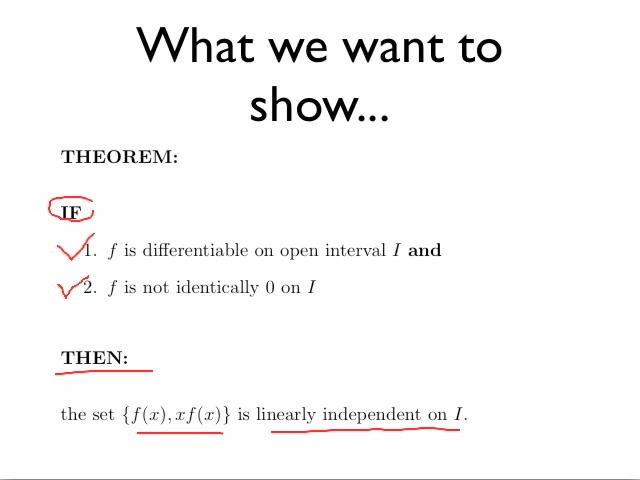 What we want to
show...
THEOREM:
IF
1. f is differentiable on open interval I and
2. f is not identically 0 on I
THEN:
the set {f(x), xf(x)} is linearly independent on I.